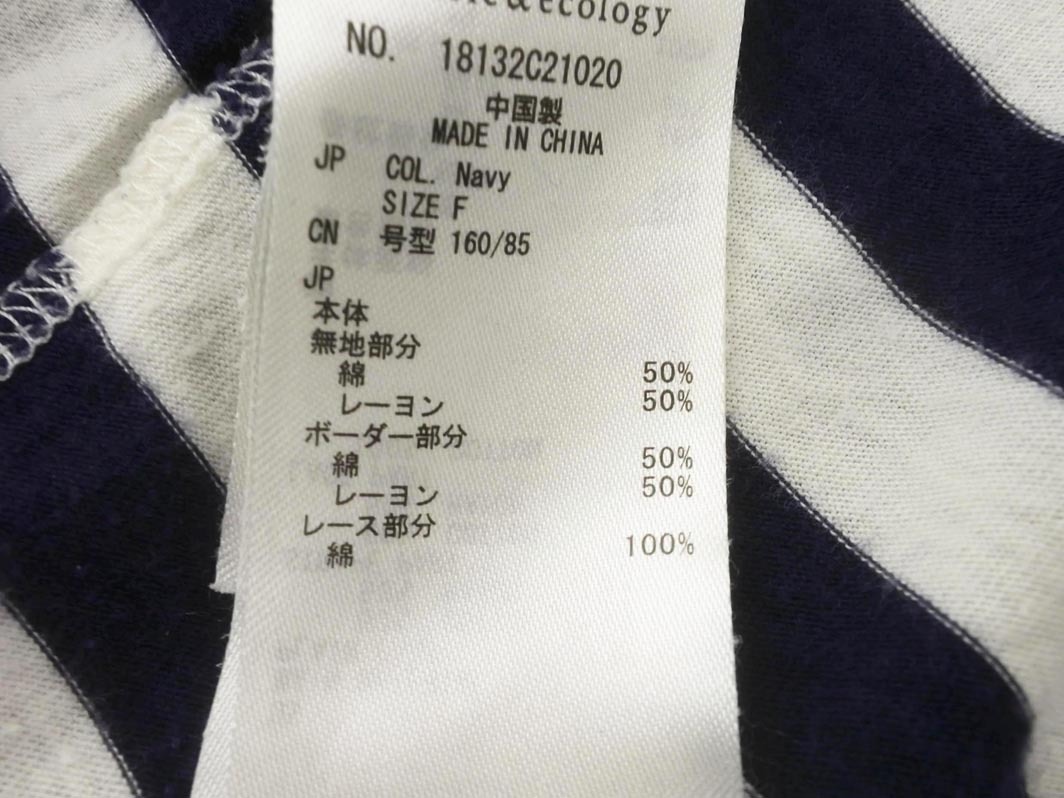 &ecology
NO. 18132C21020
中国製
MADE IN CHINA
JP COL. Navy
SIZE F
CN 号型 160/85
JP
本体
無地部分
綿 50%
レーヨン 50%
ボーダー部分
綿 50%
レーヨン 50%
レース部分
綿 100%